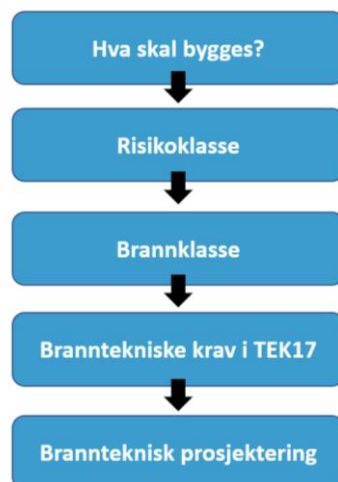 Hva skal bygges?
Risikoklasse
Brannklasse
Branntekniske krav i TEK17
Brannteknisk prosjektering